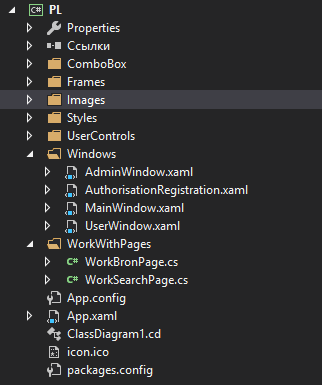 C# PL
Properties
Ссылки
ComboBox
Frames
Images
Styles
UserControls
Windows
AdminWindow.xaml
AuthorisationRegistration.xaml
MainWindow.xaml
UserWindow.xaml
WorkWithPages
C# WorkBronPage.cs
C# WorkSearchPage.cs
App.config
App.xaml
ClassDiagram1.cd
icon.ico
packages.config